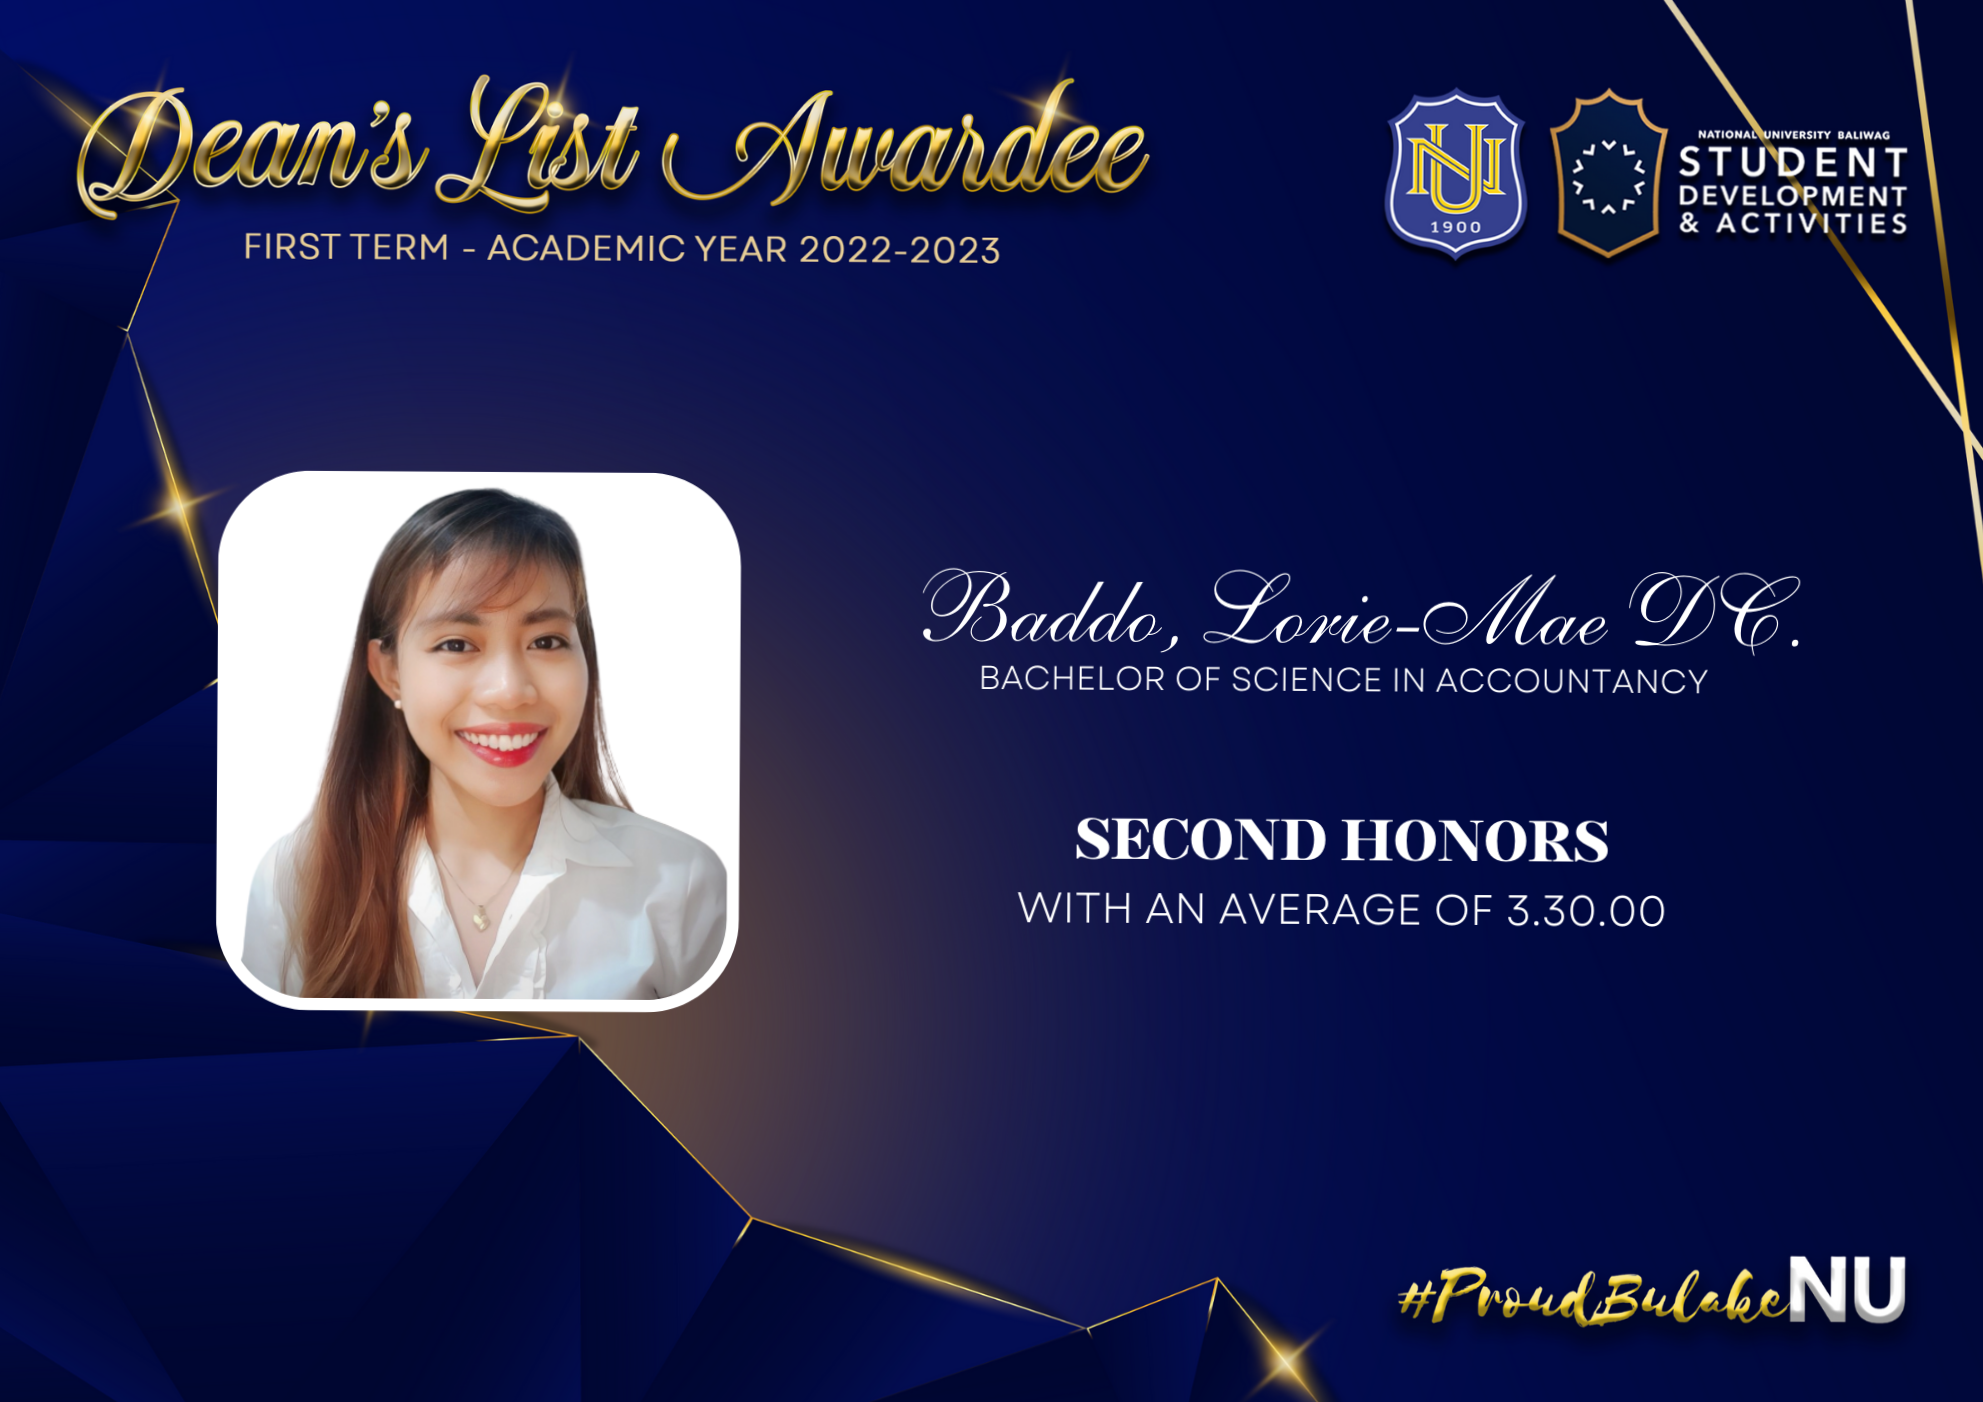 Dean's List Awardee
FIRST TERM - ACADEMIC YEAR 2022-2023
NU
1900
NATIONAL UNIVERSITY BALIWAG
STUDENT
DEVELOPMENT
& ACTIVITIES
Baddo, Lorie-Mae DC.
BACHELOR OF SCIENCE IN ACCOUNTANCY
SECOND HONORS
WITH AN AVERAGE OF 3.30.00
#ProudBulakeNU